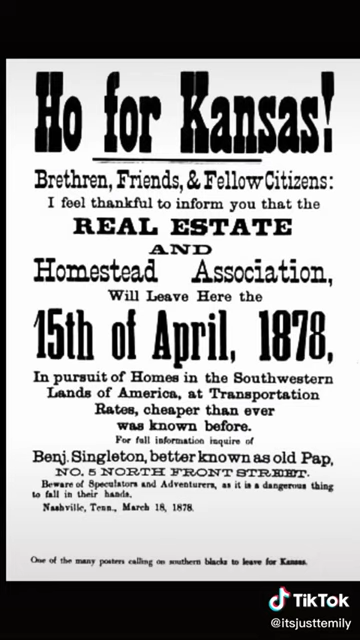 Ho for Kansas!
Brethren, Friends, & Fellow Citizens:
I feel thankful to inform you that the
REAL ESTATE
AND
Homestead Association,
Will Leave Here the
15th of April, 1878,
In pursuit of Homes in the Southwestern
Lands of America, at Transportation
Rates, cheaper than ever
was known before.
For full information inquire of
Benj. Singleton, better known as old Pap,
NO. 5 NORTH FRONT STREET.
Beware of Speculators and Adventurers, as it is a dangerous thing
to fall in their hands.
Nashville, Tenn., March 18, 1878.
One of the many posters calling on southern blacks to leave for Kansas.
TikTok
@itsjusttemily